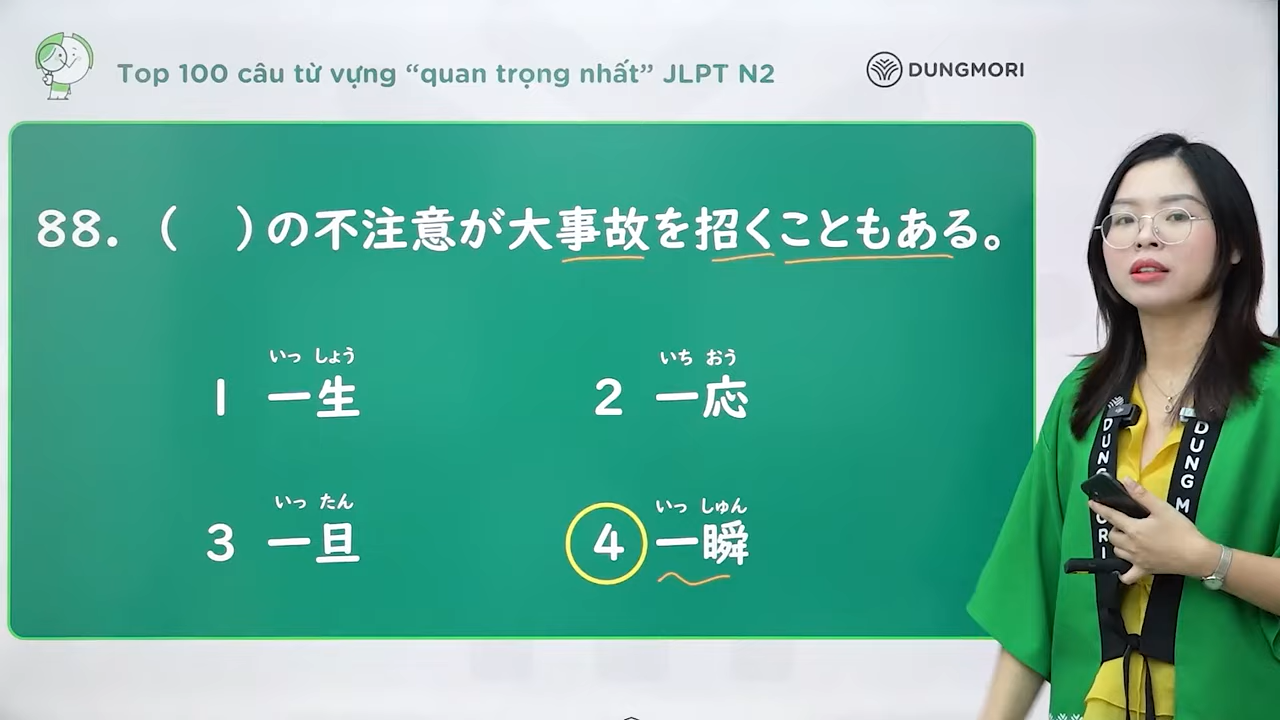 Top 100 câu từ vựng “quan trọng nhất” JLPT N2
DUNGMORI
88. (　)の不注意が大事故を招くこともある。
いっ しょう
1 一生
いち おう
2 一応
いっ たん
3 一旦
いっ しゅん
4 一瞬
DUNG
ORI
DUNG M